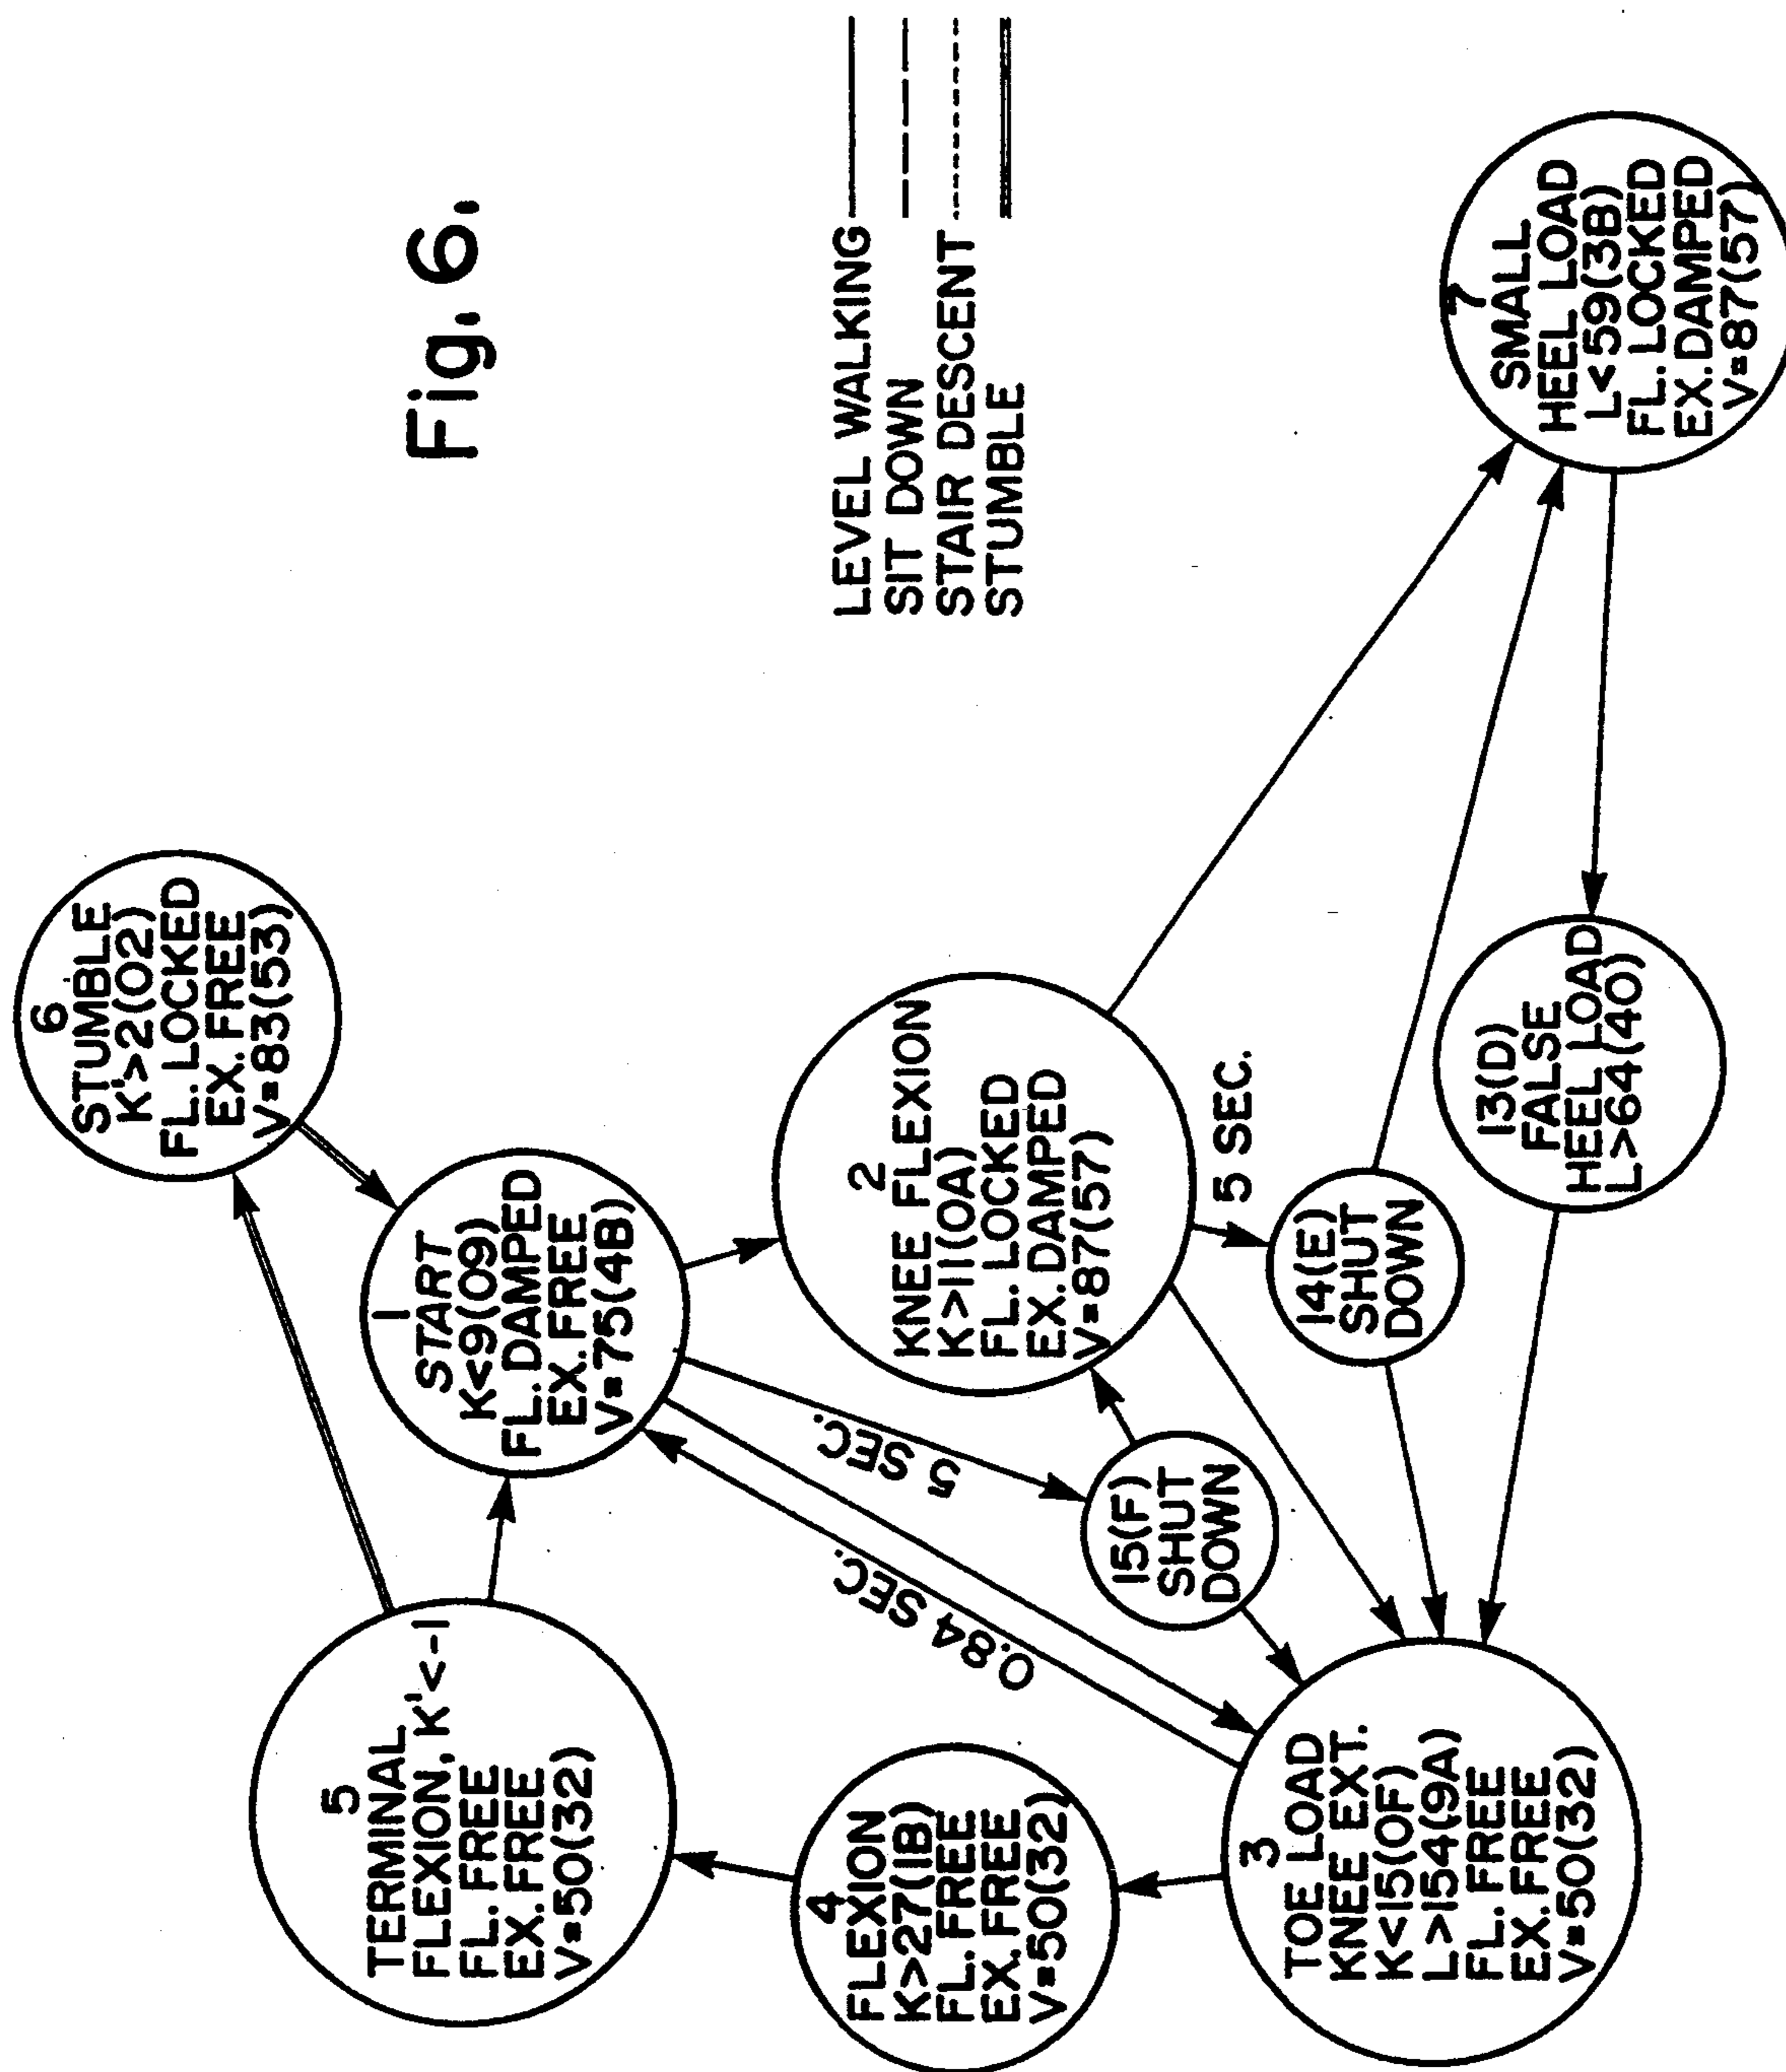 Fig. 6.
6
STUMBLE
K'>2(02)
FL.LOCKED
EX.FREE
V=83(53)
5
TERMINAL
FLEXION, K'<-1
FL. FREE
EX.FREE
V=50(32)
1
START
K<9(09)
FL.DAMPED
EX.FREE
V=75(4B)
LEVEL WALKING
SIT DOWN
STAIR DESCENT
STUMBLE
4
FLEXION
K>27(1B)
FL.FREE
EX.FREE
V=50(32)
0.84 SEC.
5 SEC.
2
KNEE FLEXION
K>11(0A)
FL.LOCKED
EX.DAMPED
V=87(57)
15(F)
SHUT
DOWN
5 SEC.
14(E)
SHUT
DOWN
3
TOE LOAD
KNEE EXT.
K<15(0F)
L>154(9A)
FL. FREE
EX. FREE
V=50(32)
13(D)
FALSE
HEEL LOAD
L>64(40)
7
SMALL
HEEL LOAD
L<59(3B)
FL. LOCKED
EX.DAMPED
V=87(57)